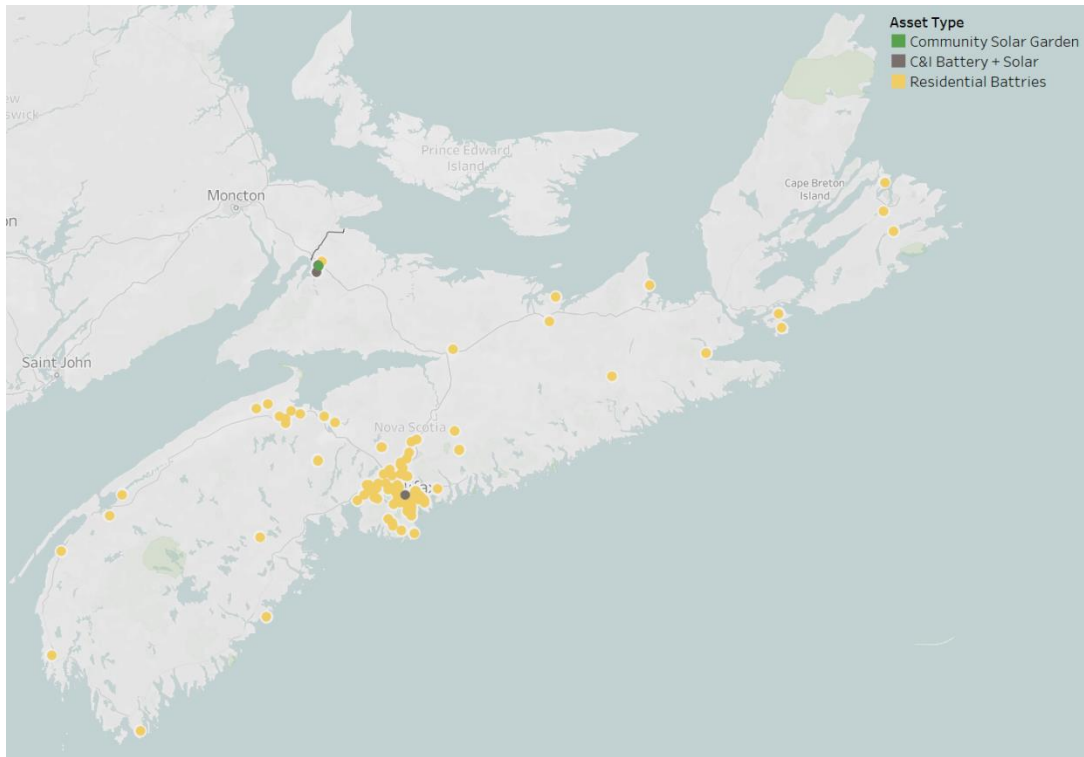 Asset Type
Community Solar Garden
C&I Battery + Solar
Residential Battries
Prince Edward
Island
Moncton
Cape Breton
Island
Saint John
Nova Scotia